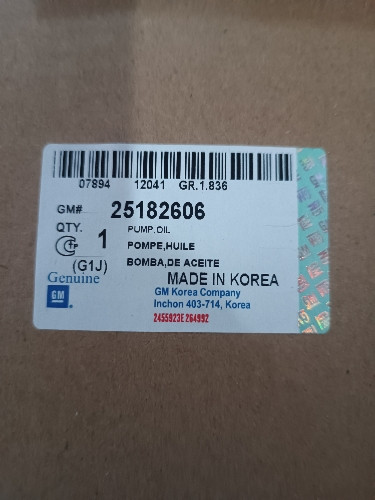 07894 12041 GR.1.836
GM# 25182606
QTY. 1 PUMP,OIL
POMPE,HUILE
(G1J) BOMBA,DE ACEITE
Genuine MADE IN KOREA
GM GM Korea Company
Inchon 403-714, Korea
2455923E264992